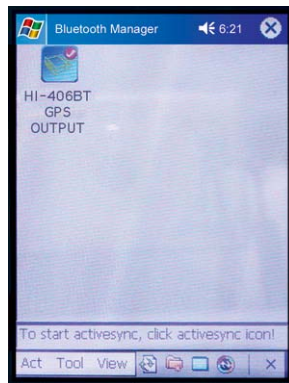 Bluetooth Manager 6:21
HI-406BT
GPS
OUTPUT
To start activesync, click activesync icon!
Act Tool View